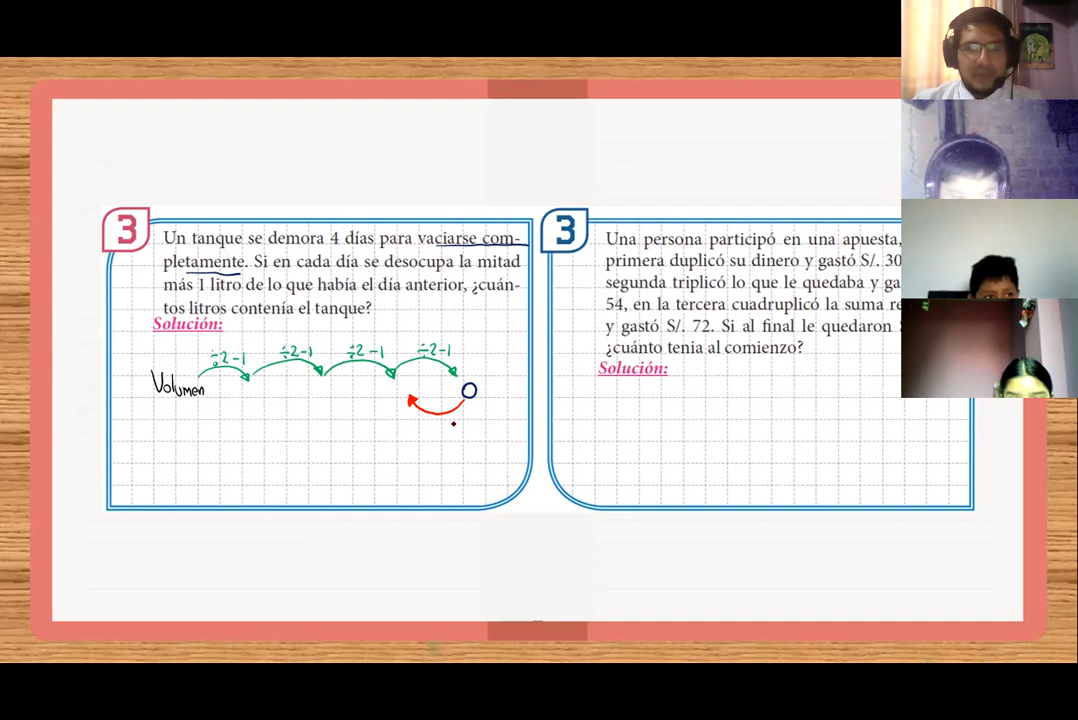 3
Un tanque se demora 4 días para vaciarse com-
pletamente. Si en cada día se desocupa la mitad
más 1 litro de lo que había el día anterior, ¿cuán-
tos litros contenía el tanque?
Solución:
÷2 -1 ÷2 -1 ÷2 -1 ÷2 -1
Volumen 0
3
Una persona participó en una apuesta,
primera duplicó su dinero y gastó S/. 30
segunda triplicó lo que le quedaba y ga
54, en la tercera cuadruplicó la suma re
y gastó S/. 72. Si al final le quedaron
¿cuánto tenia al comienzo?
Solución: